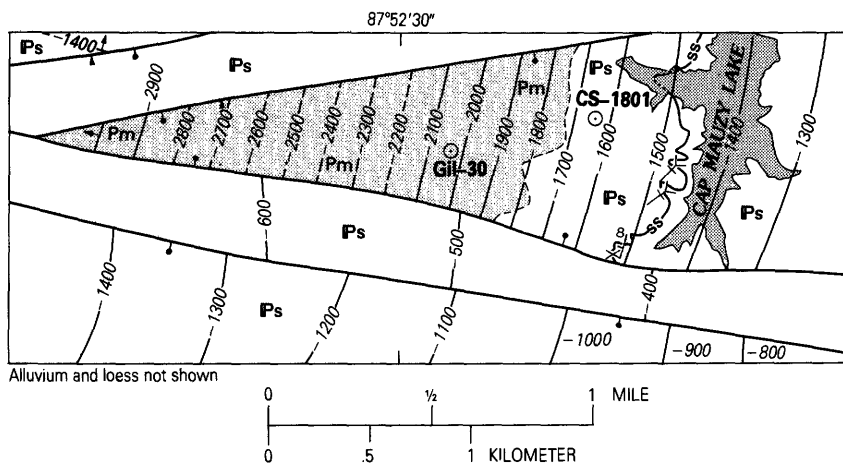 87°52'30"
-1400
ℙs
ℙs
2900
Pm
2800
2700
2600
2500
2400
2300
2200
2100
2000
1900
1800
Pm
Pm
Gil-30
ℙs
CS-1801
1700
1600
1500
ss
CAP MAUZY LAKE
1400
1300
ℙs
ℙs
8
ss
600
ℙs
500
400
1400
1300
ℙs
1200
1100
-1000
-900
-800
Alluvium and loess not shown
0 ½ 1 MILE
0 .5 1 KILOMETER